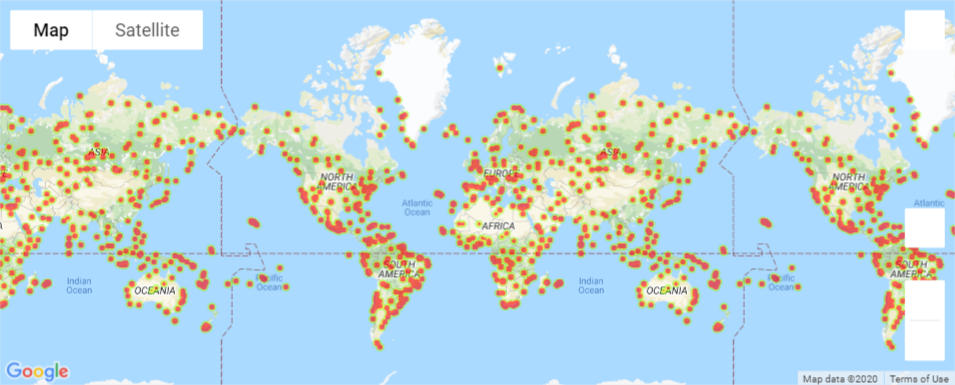 Map Satellite
ASIA
EUROPE
ASIA
NORTH
AMERICA
NORTH
AMERICA
Atlantic
Ocean
Atlantic
AFRICA
SOUTH
AMERICA
SOUTH
AMERICA
Indian
Ocean
OCEANIA
Pacific
Ocean
Indian
Ocean
OCEANIA
Pacific
Ocean
Google
Map data ©2020 Terms of Use